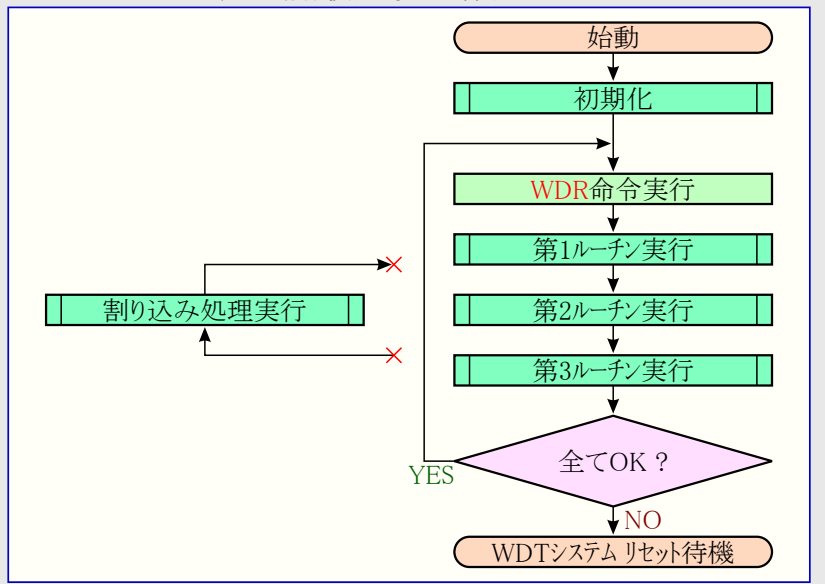 始動
初期化
WDR命令実行
第1ルーチン実行
割り込み処理実行
第2ルーチン実行
第3ルーチン実行
全てOK？
YES
NO
WDTシステム リセット待機